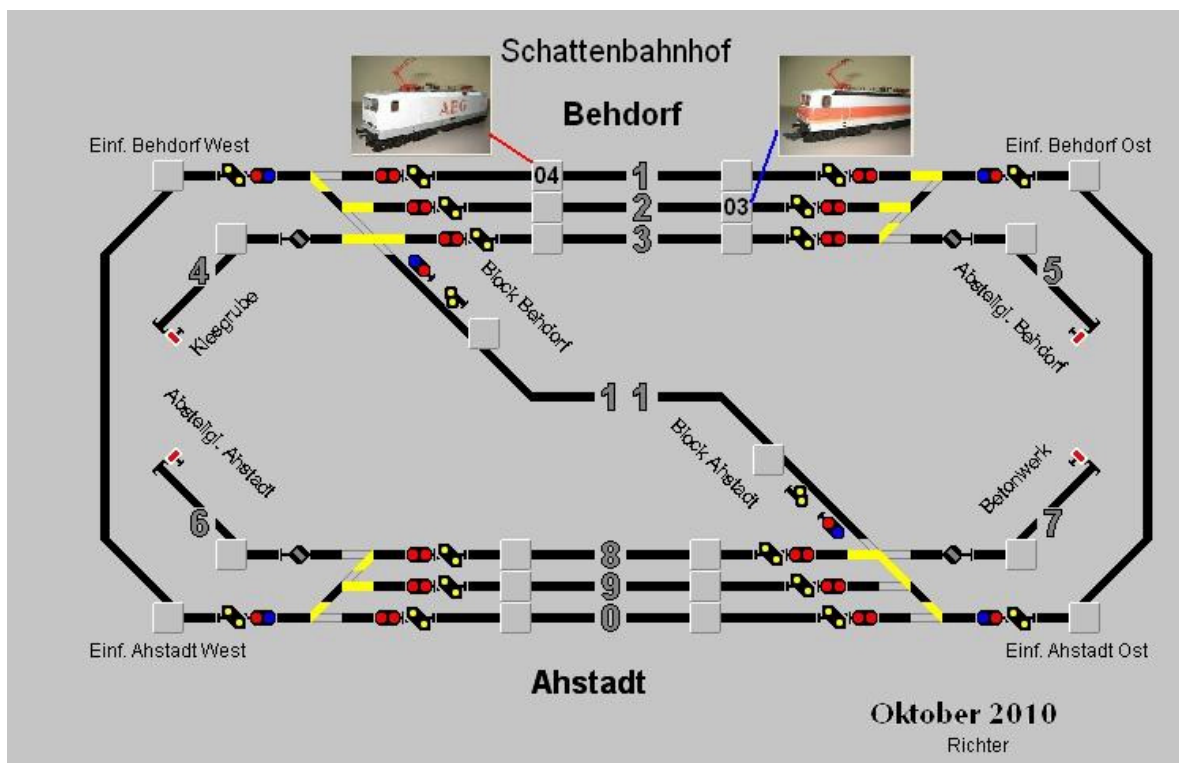 Schattenbahnhof
Behdorf
AEG
Einf. Behdorf West
Einf. Behdorf Ost
04
1
2
03
3
4
Kiesgrube
Block Behdorf
5
Abstellgl. Behdorf
1 1
Abstellgl. Ahstadt
6
Block Ahstadt
Betonwerk
7
8
9
0
Einf. Ahstadt West
Einf. Ahstadt Ost
Ahstadt
Oktober 2010
Richter